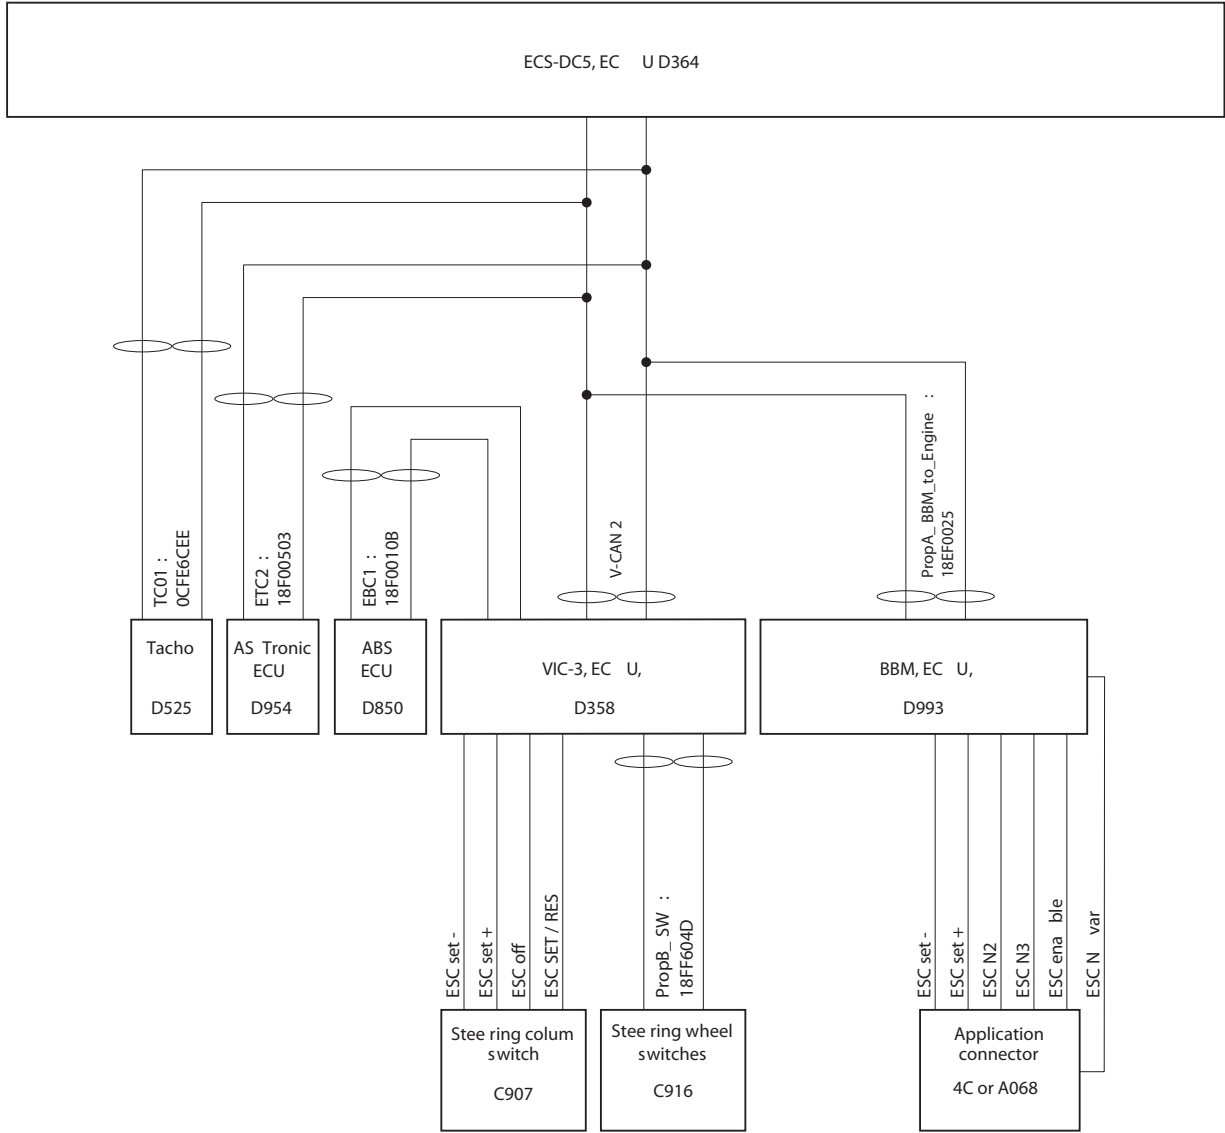 ECS-DC5, EC U D364
TC01 :
0CFE6CEE
ETC2 :
18F00503
EBC1 :
18F0010B
V-CAN 2
PropA_ BBM_to_Engine :
18EF0025
Tacho
D525
AS Tronic
ECU
D954
ABS
ECU
D850
VIC-3, EC U,
D358
BBM, EC U,
D993
ESC set -
ESC set +
ESC off
ESC SET / RES
PropB_ SW :
18FF604D
ESC set -
ESC set +
ESC N2
ESC N3
ESC ena ble
ESC N var
Stee ring colum
switch
C907
Stee ring wheel
switches
C916
Application
connector
4C or A068